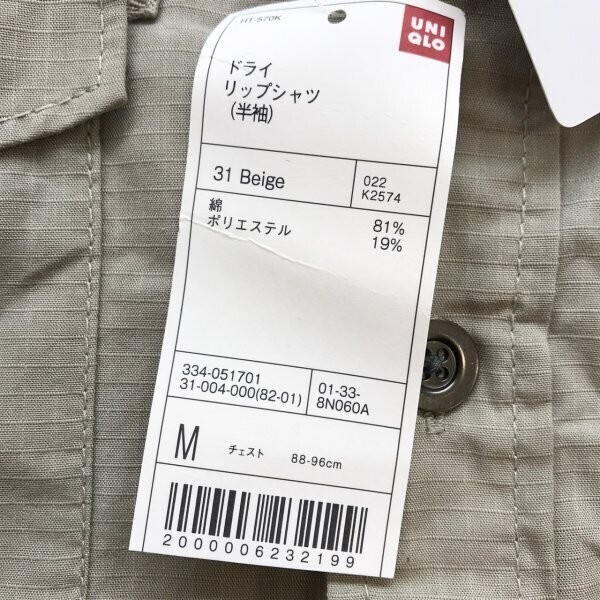 HT-570K
UNI
QLO
ドライ
リップシャツ
(半袖)
31 Beige
022
K2574
綿 81%
ポリエステル 19%
334-051701
31-004-000(82-01)
01-33-
8N060A
M チェスト 88-96cm
2000006232199